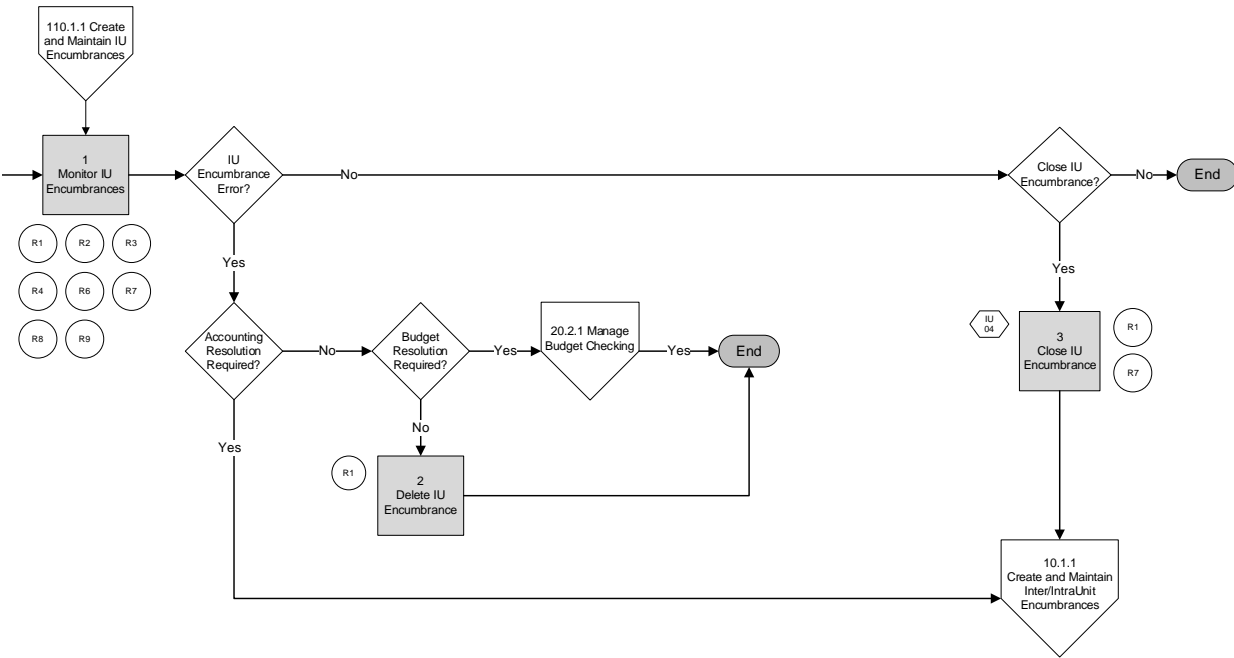 110.1.1 Create
and Maintain IU
Encumbrances
1
Monitor IU
Encumbrances
IU
Encumbrance
Error?
No
Close IU
Encumbrance?
No
End
R1
R2
R3
R4
R6
R7
R8
R9
Yes
Yes
Accounting
Resolution
Required?
No
Budget
Resolution
Required?
Yes
20.2.1 Manage
Budget Checking
Yes
End
IU
04
3
Close IU
Encumbrance
R1
R7
Yes
No
R1
2
Delete IU
Encumbrance
10.1.1
Create and Maintain
Inter/IntraUnit
Encumbrances